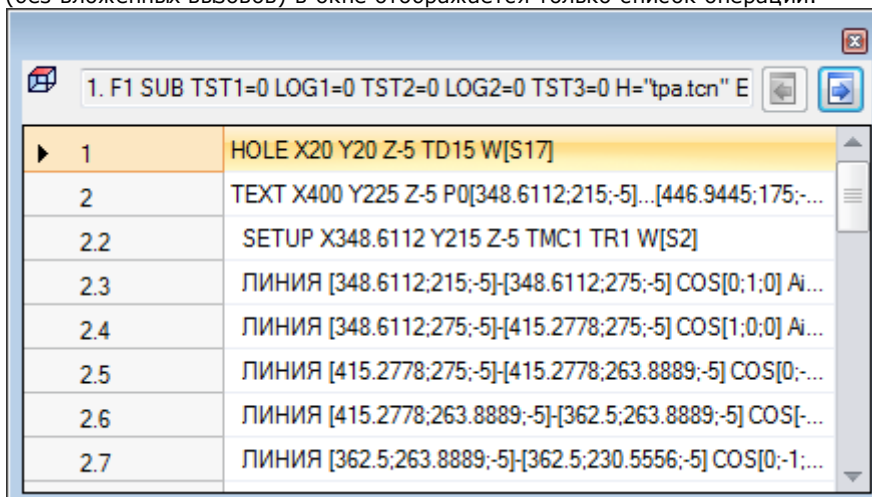 (без вложенных вызовов) в окне отображается только список операций.
1. F1 SUB TST1=0 LOG1=0 TST2=0 LOG2=0 TST3=0 H="tpa.tcn" E
1 HOLE X20 Y20 Z-5 TD15 W[S17]
2 TEXT X400 Y225 Z-5 P0[348.6112;215;-5]...[446.9445;175;-...
2.2 SETUP X348.6112 Y215 Z-5 TMC1 TR1 W[S2]
2.3 ЛИНИЯ [348.6112;215;-5]-[348.6112;275;-5] COS[0;1;0] Ai...
2.4 ЛИНИЯ [348.6112;275;-5]-[415.2778;275;-5] COS[1;0;0] Ai...
2.5 ЛИНИЯ [415.2778;275;-5]-[415.2778;263.8889;-5] COS[0;-...
2.6 ЛИНИЯ [415.2778;263.8889;-5]-[362.5;263.8889;-5] COS[-...
2.7 ЛИНИЯ [362.5;263.8889;-5]-[362.5;230.5556;-5] COS[0;-1;...